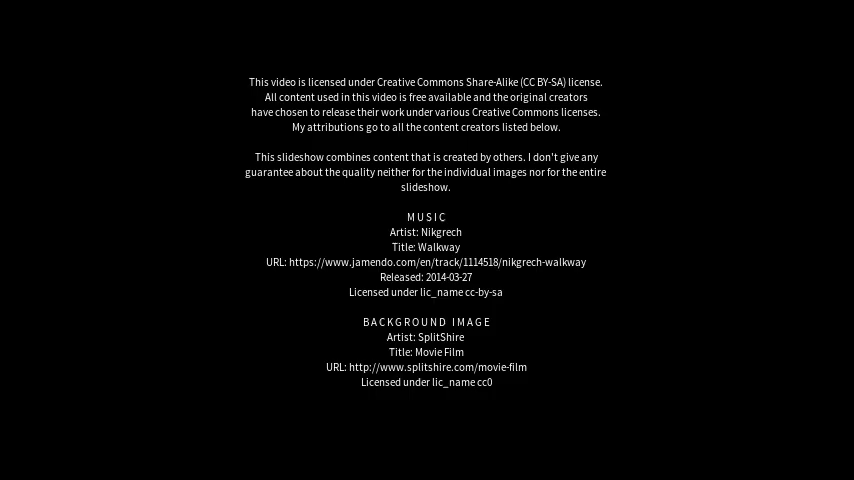 This video is licensed under Creative Commons Share-Alike (CC BY-SA) license.
All content used in this video is free available and the original creators
have chosen to release their work under various Creative Commons licenses.
My attributions go to all the content creators listed below.
This slideshow combines content that is created by others. I don't give any
guarantee about the quality neither for the individual images nor for the entire
slideshow.
MUSIC
Artist: Nikgrech
Title: Walkway
URL: https://www.jamendo.com/en/track/1114518/nikgrech-walkway
Released: 2014-03-27
Licensed under lic_name cc-by-sa
BACKGROUND IMAGE
Artist: SplitShire
Title: Movie Film
URL: http://www.splitshire.com/movie-film
Licensed under lic_name cc0